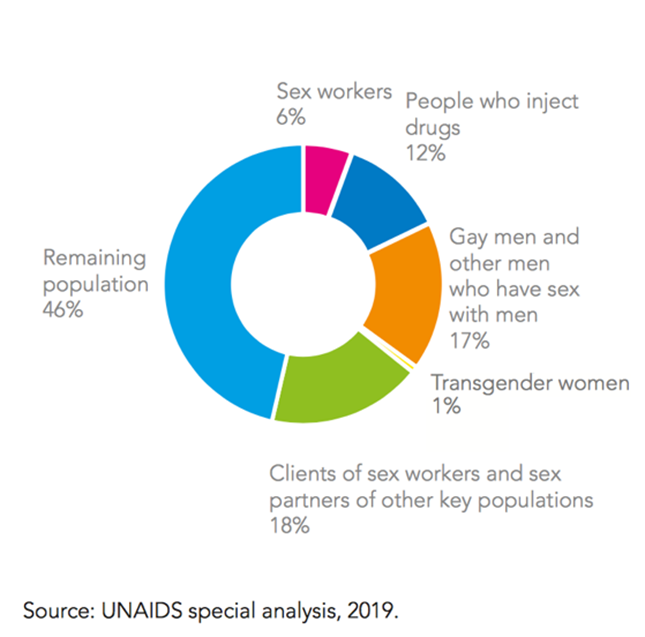 Sex workers
6%
People who inject
drugs
12%
Gay men and
other men
who have sex
with men
17%
Transgender women
1%
Clients of sex workers and sex
partners of other key populations
18%
Remaining
population
46%
Source: UNAIDS special analysis, 2019.